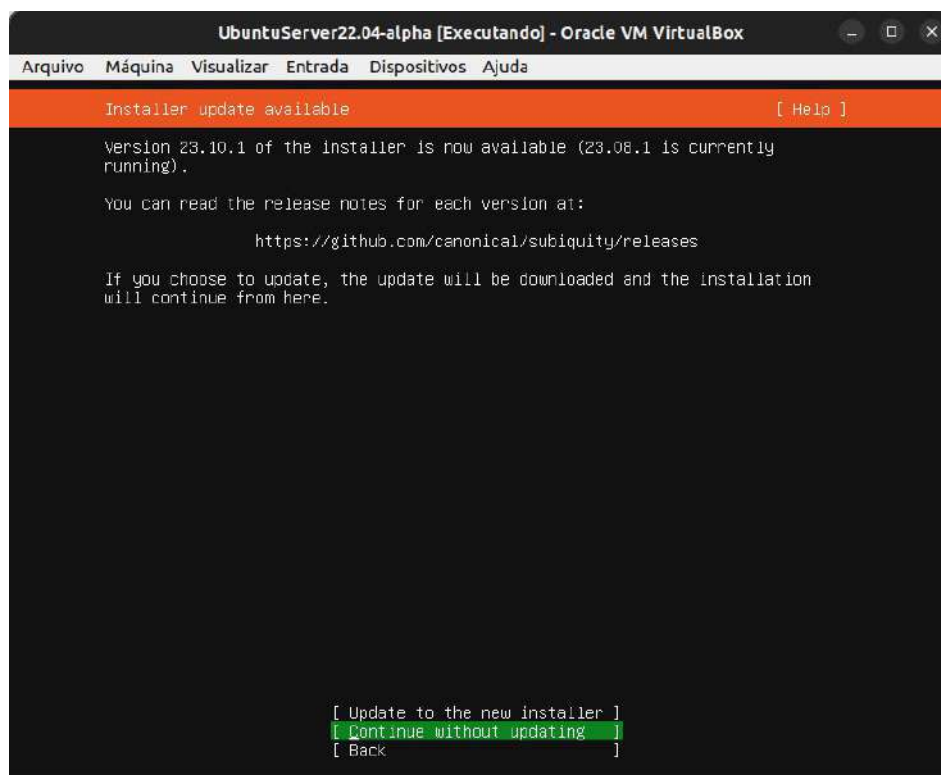 UbuntuServer22.04-alpha [Executando] - Oracle VM VirtualBox
Arquivo Máquina Visualizar Entrada Dispositivos Ajuda
Installer update available [ Help ]
Version 23.10.1 of the installer is now available (23.08.1 is currently
running).
You can read the release notes for each version at:
https://github.com/canonical/subiquity/releases
If you choose to update, the update will be downloaded and the installation
will continue from here.
[ Update to the new installer ]
[ Continue without updating ]
[ Back ]